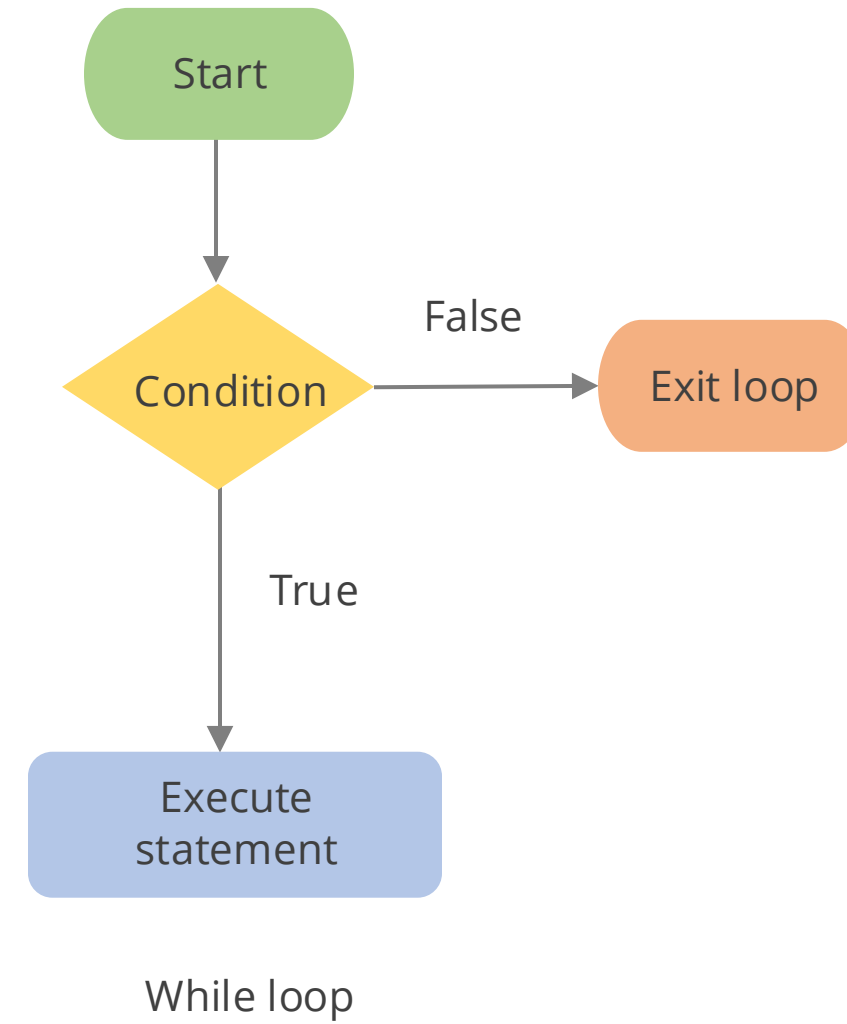 Start
False
Condition
Exit loop
True
Execute
statement
While loop